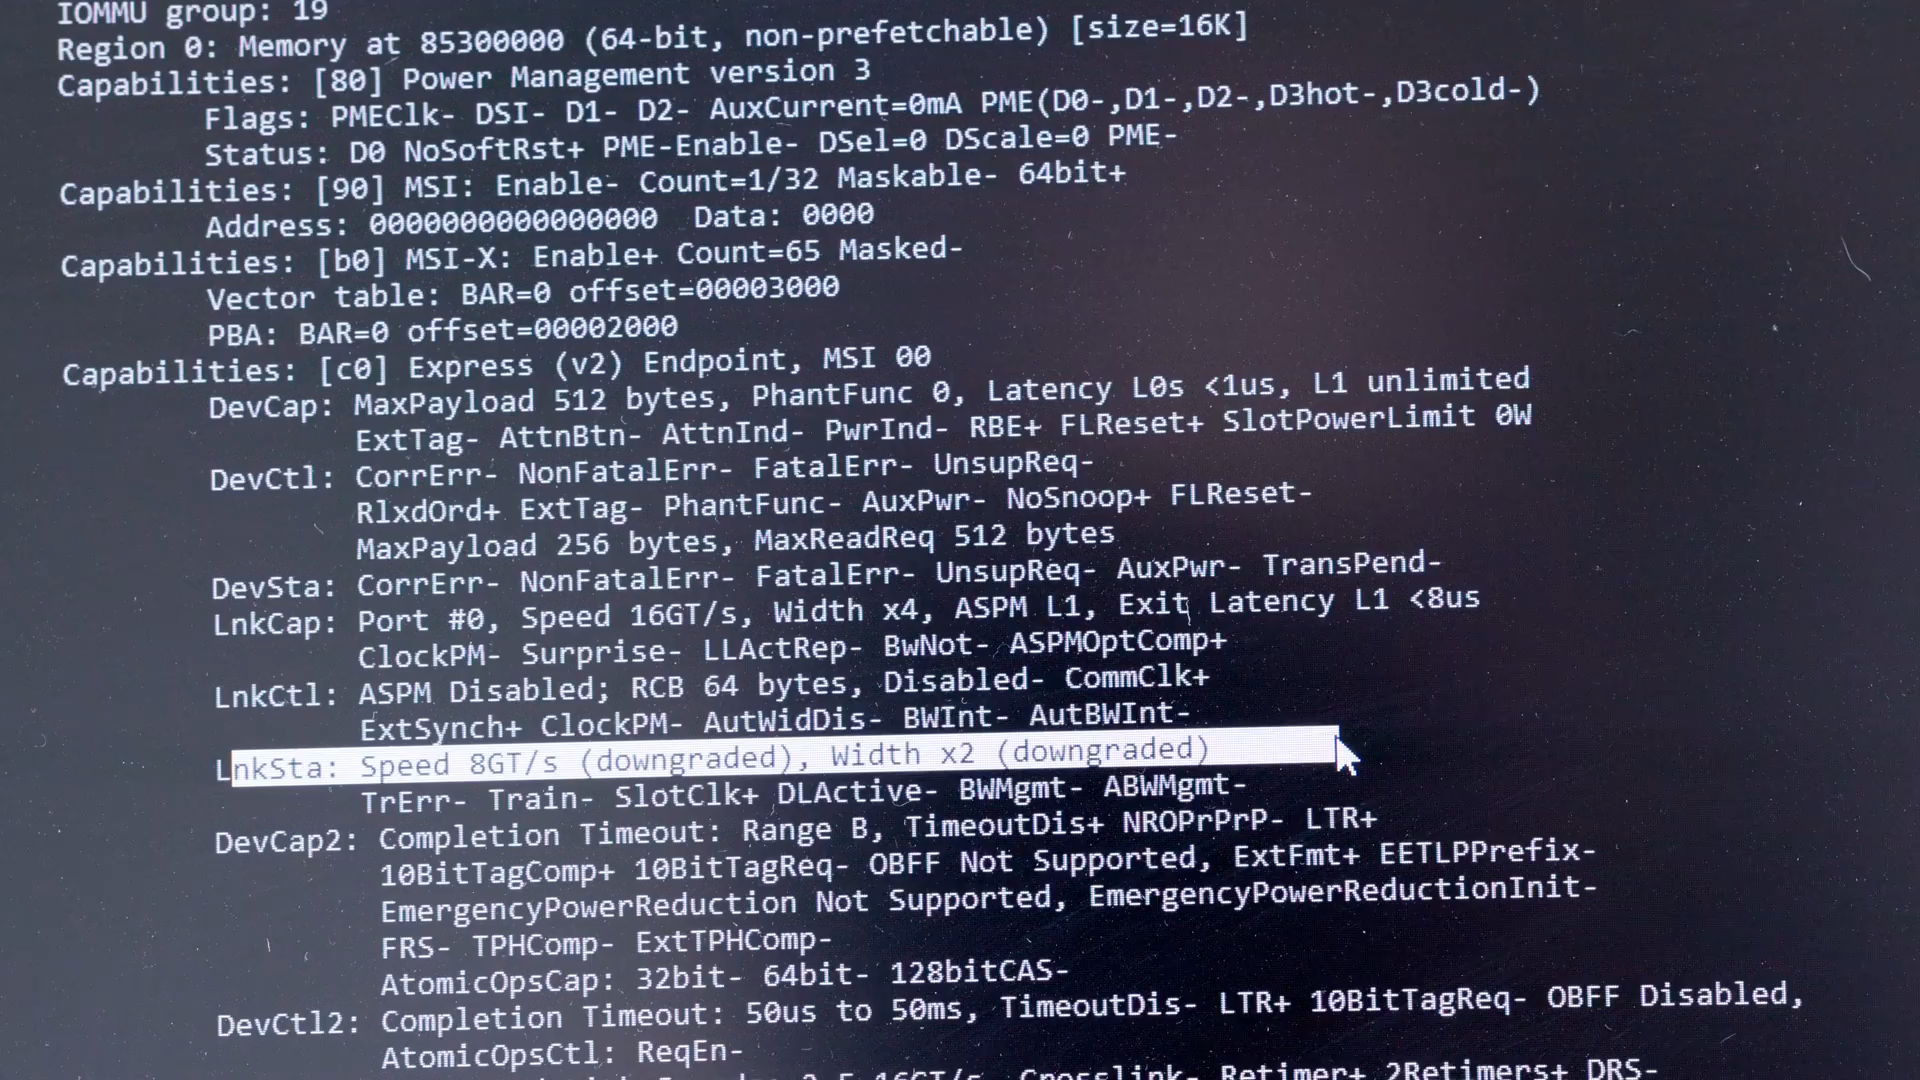 IOMMU group: 19
Region 0: Memory at 85300000 (64-bit, non-prefetchable) [size=16K]
Capabilities: [80] Power Management version 3
Flags: PMEClk- DSI- D1- D2- AuxCurrent=0mA PME(D0-,D1-,D2-,D3hot-,D3cold-)
Status: D0 NoSoftRst+ PME-Enable- DSel=0 DScale=0 PME-
Capabilities: [90] MSI: Enable- Count=1/32 Maskable- 64bit+
Address: 0000000000000000  Data: 0000
Capabilities: [b0] MSI-X: Enable+ Count=65 Masked-
Vector table: BAR=0 offset=00003000
PBA: BAR=0 offset=00002000
Capabilities: [c0] Express (v2) Endpoint, MSI 00
DevCap: MaxPayload 512 bytes, PhantFunc 0, Latency L0s <1us, L1 unlimited
ExtTag- AttnBtn- AttnInd- PwrInd- RBE+ FLReset+ SlotPowerLimit 0W
DevCtl: CorrErr- NonFatalErr- FatalErr- UnsupReq-
RlxdOrd+ ExtTag- PhantFunc- AuxPwr- NoSnoop+ FLReset-
MaxPayload 256 bytes, MaxReadReq 512 bytes
DevSta: CorrErr- NonFatalErr- FatalErr- UnsupReq- AuxPwr- TransPend-
LnkCap: Port #0, Speed 16GT/s, Width x4, ASPM L1, Exit Latency L1 <8us
ClockPM- Surprise- LLActRep- BwNot- ASPMOptComp+
LnkCtl: ASPM Disabled; RCB 64 bytes, Disabled- CommClk+
ExtSynch+ ClockPM- AutWidDis- BWInt- AutBWInt-
LnkSta: Speed 8GT/s (downgraded), Width x2 (downgraded)
TrErr- Train- SlotClk+ DLActive- BWMgmt- ABWMgmt-
DevCap2: Completion Timeout: Range B, TimeoutDis+ NROPrPrP- LTR+
10BitTagComp+ 10BitTagReq- OBFF Not Supported, ExtFmt+ EETLPPrefix-
EmergencyPowerReduction Not Supported, EmergencyPowerReductionInit-
FRS- TPHComp- ExtTPHComp-
AtomicOpsCap: 32bit- 64bit- 128bitCAS-
DevCtl2: Completion Timeout: 50us to 50ms, TimeoutDis- LTR+ 10BitTagReq- OBFF Disabled,
AtomicOpsCtl: ReqEn-
16GT/s, Crosslink- Retimer+ 2Retimers+ DRS-